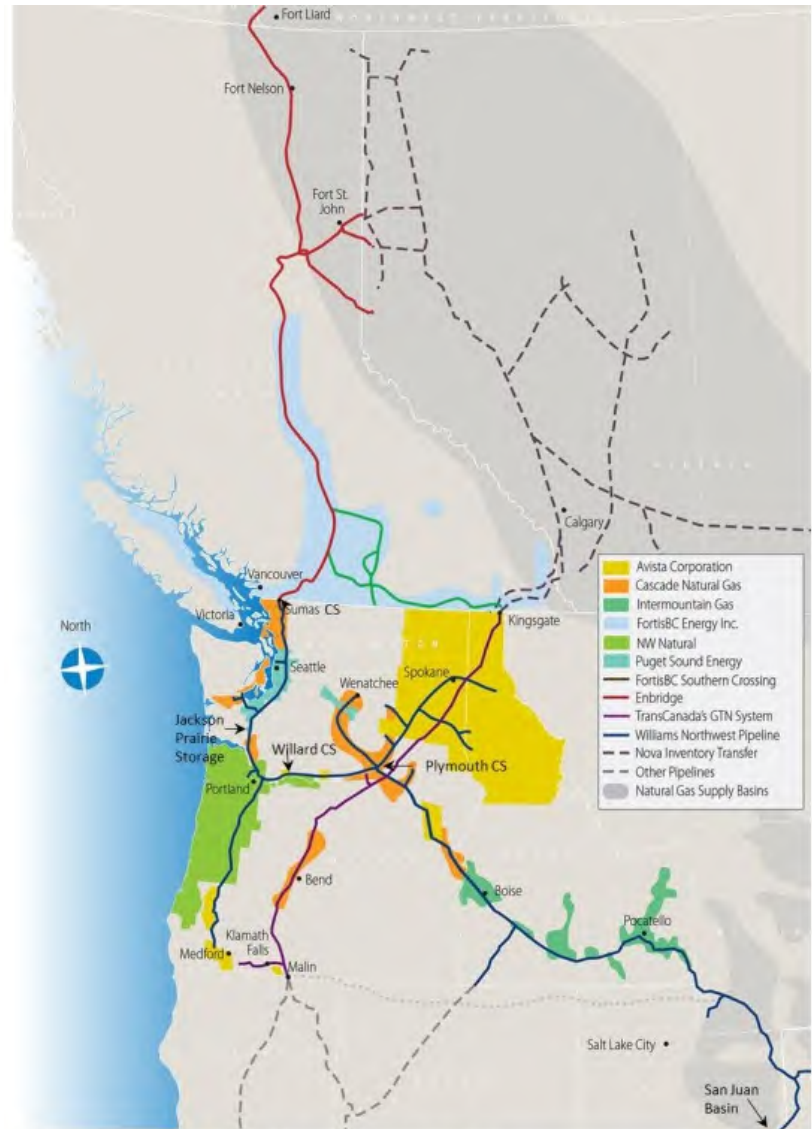 Fort Liard
Fort Nelson
Fort St.
John
Calgary
Vancouver
Sumas CS
Victoria
Kingsgate
North
Seattle
Spokane
Wenatchee
Jackson
Prairie
Storage
Willard CS
Plymouth CS
Portland
Bend
Boise
Pocatello
Klamath
Falls
Medford
Malin
Salt Lake City
San Juan
Basin
Avista Corporation
Cascade Natural Gas
Intermountain Gas
FortisBC Energy Inc.
NW Natural
Puget Sound Energy
FortisBC Southern Crossing
Enbridge
TransCanada's GTN System
Williams Northwest Pipeline
Nova Inventory Transfer
Other Pipelines
Natural Gas Supply Basins